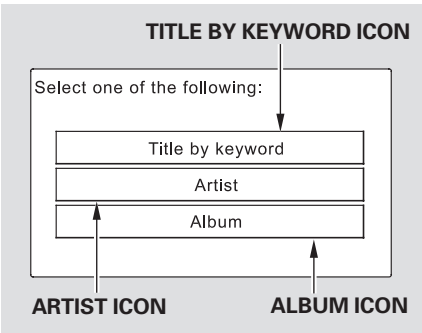 TITLE BY KEYWORD ICON
Select one of the following:
Title by keyword
Artist
Album
ARTIST ICON
ALBUM ICON